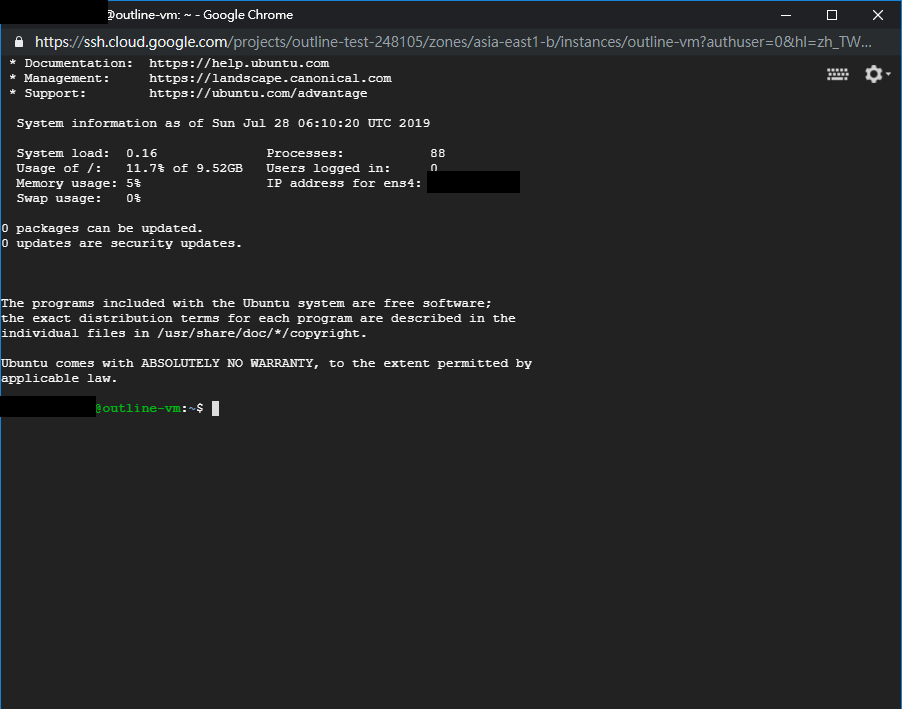 @outline-vm: ~ - Google Chrome
https://ssh.cloud.google.com/projects/outline-test-248105/zones/asia-east1-b/instances/outline-vm?authuser=0&hl=zh_TW...
* Documentation:  https://help.ubuntu.com
* Management:     https://landscape.canonical.com
* Support:        https://ubuntu.com/advantage
System information as of Sun Jul 28 06:10:20 UTC 2019
System load:  0.16                Processes:           88
Usage of /:   11.7% of 9.52GB   Users logged in:     0
Memory usage: 5%                IP address for ens4:
Swap usage:   0%
0 packages can be updated.
0 updates are security updates.
The programs included with the Ubuntu system are free software;
the exact distribution terms for each program are described in the
individual files in /usr/share/doc/*/copyright.
Ubuntu comes with ABSOLUTELY NO WARRANTY, to the extent permitted by
applicable law.
@outline-vm:~$